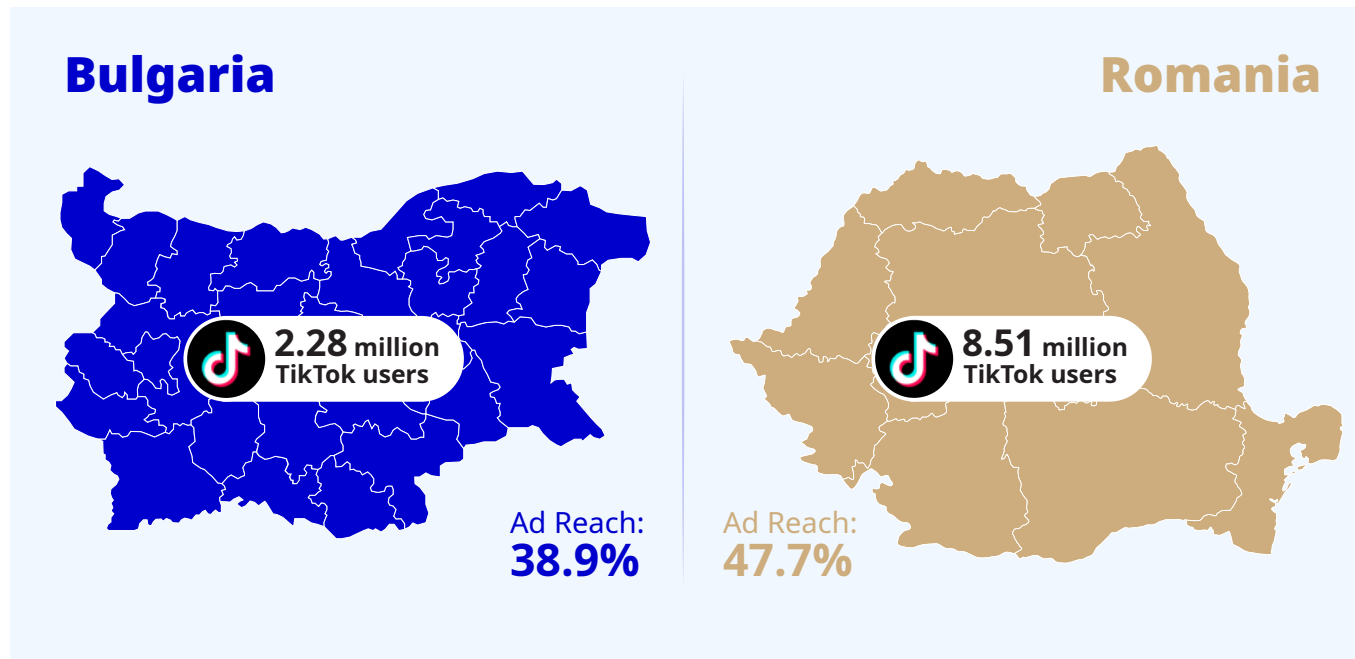 Bulgaria
2.28 million
TikTok users
Ad Reach:
38.9%
Romania
8.51 million
TikTok users
Ad Reach:
47.7%